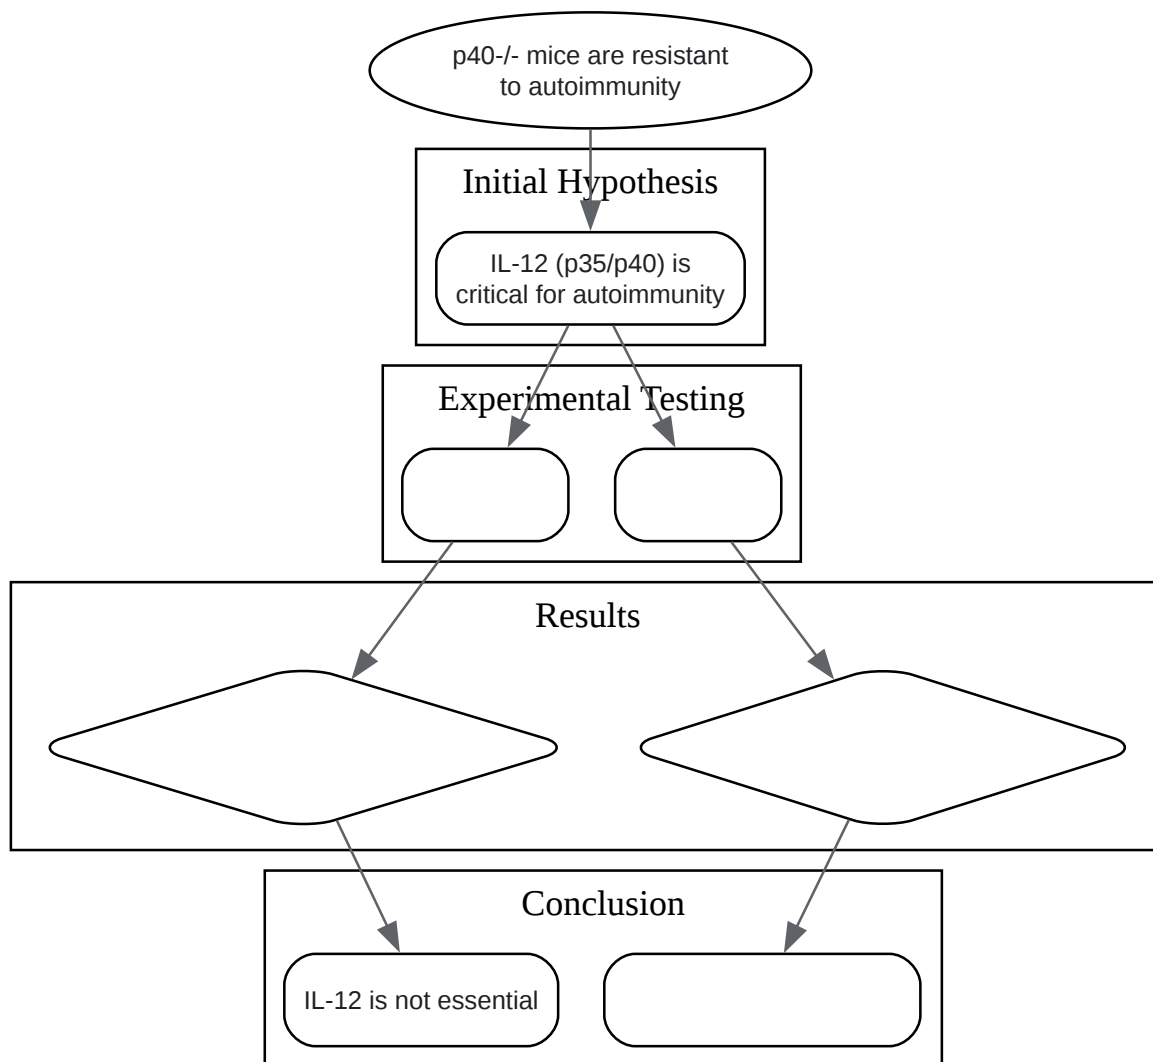 p40-/- mice are resistant
to autoimmunity
Initial Hypothesis
IL-12 (p35/p40) is
critical for autoimmunity
Experimental Testing
Results
Conclusion
IL-12 is not essential